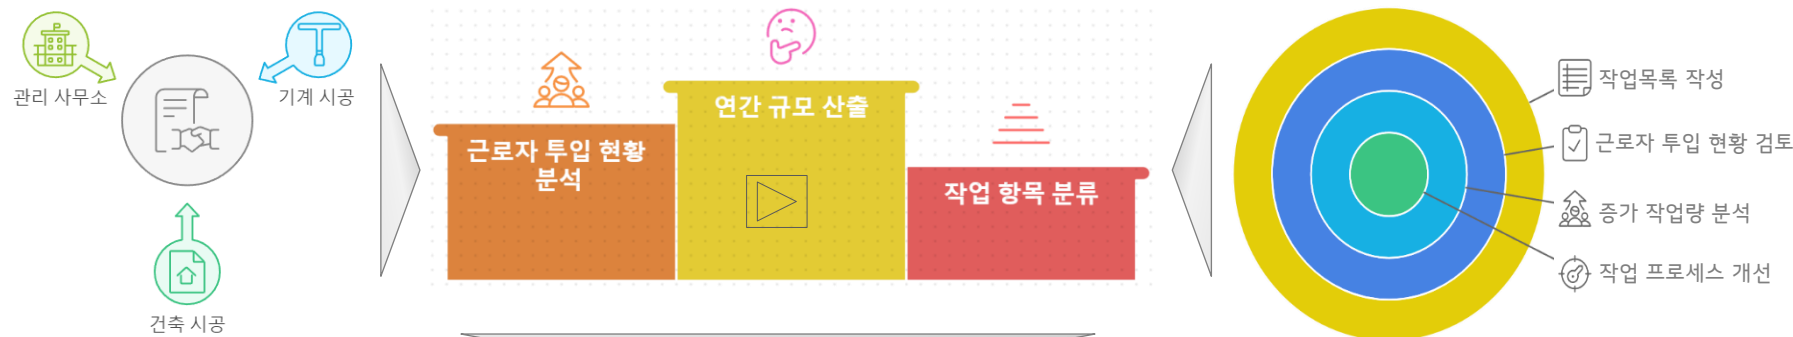 관리 사무소
기계 시공
건축 시공
근로자 투입 현황
분석
연간 규모 산출
작업 항목 분류
작업목록 작성
근로자 투입 현황 검토
증가 작업량 분석
작업 프로세스 개선